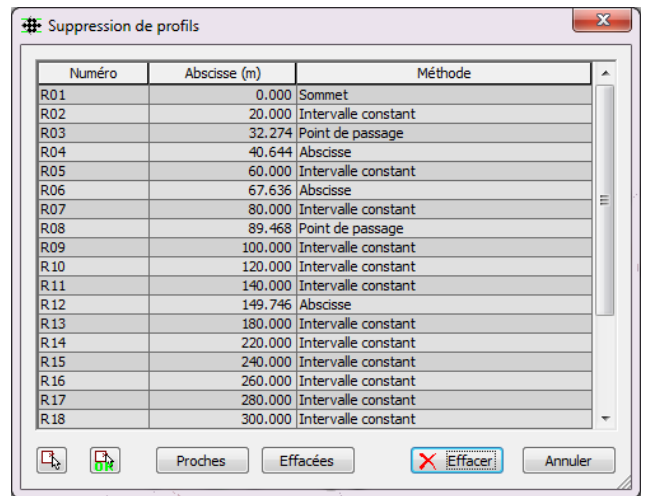 Suppression de profils
Numéro Abscisse (m) Méthode
R01 0.000 Sommet
R02 20.000 Intervalle constant
R03 32.274 Point de passage
R04 40.644 Abscisse
R05 60.000 Intervalle constant
R06 67.636 Abscisse
R07 80.000 Intervalle constant
R08 89.468 Point de passage
R09 100.000 Intervalle constant
R10 120.000 Intervalle constant
R11 140.000 Intervalle constant
R12 149.746 Abscisse
R13 180.000 Intervalle constant
R14 220.000 Intervalle constant
R15 240.000 Intervalle constant
R16 260.000 Intervalle constant
R17 280.000 Intervalle constant
R18 300.000 Intervalle constant
ON Proches Effacées Effacer Annuler